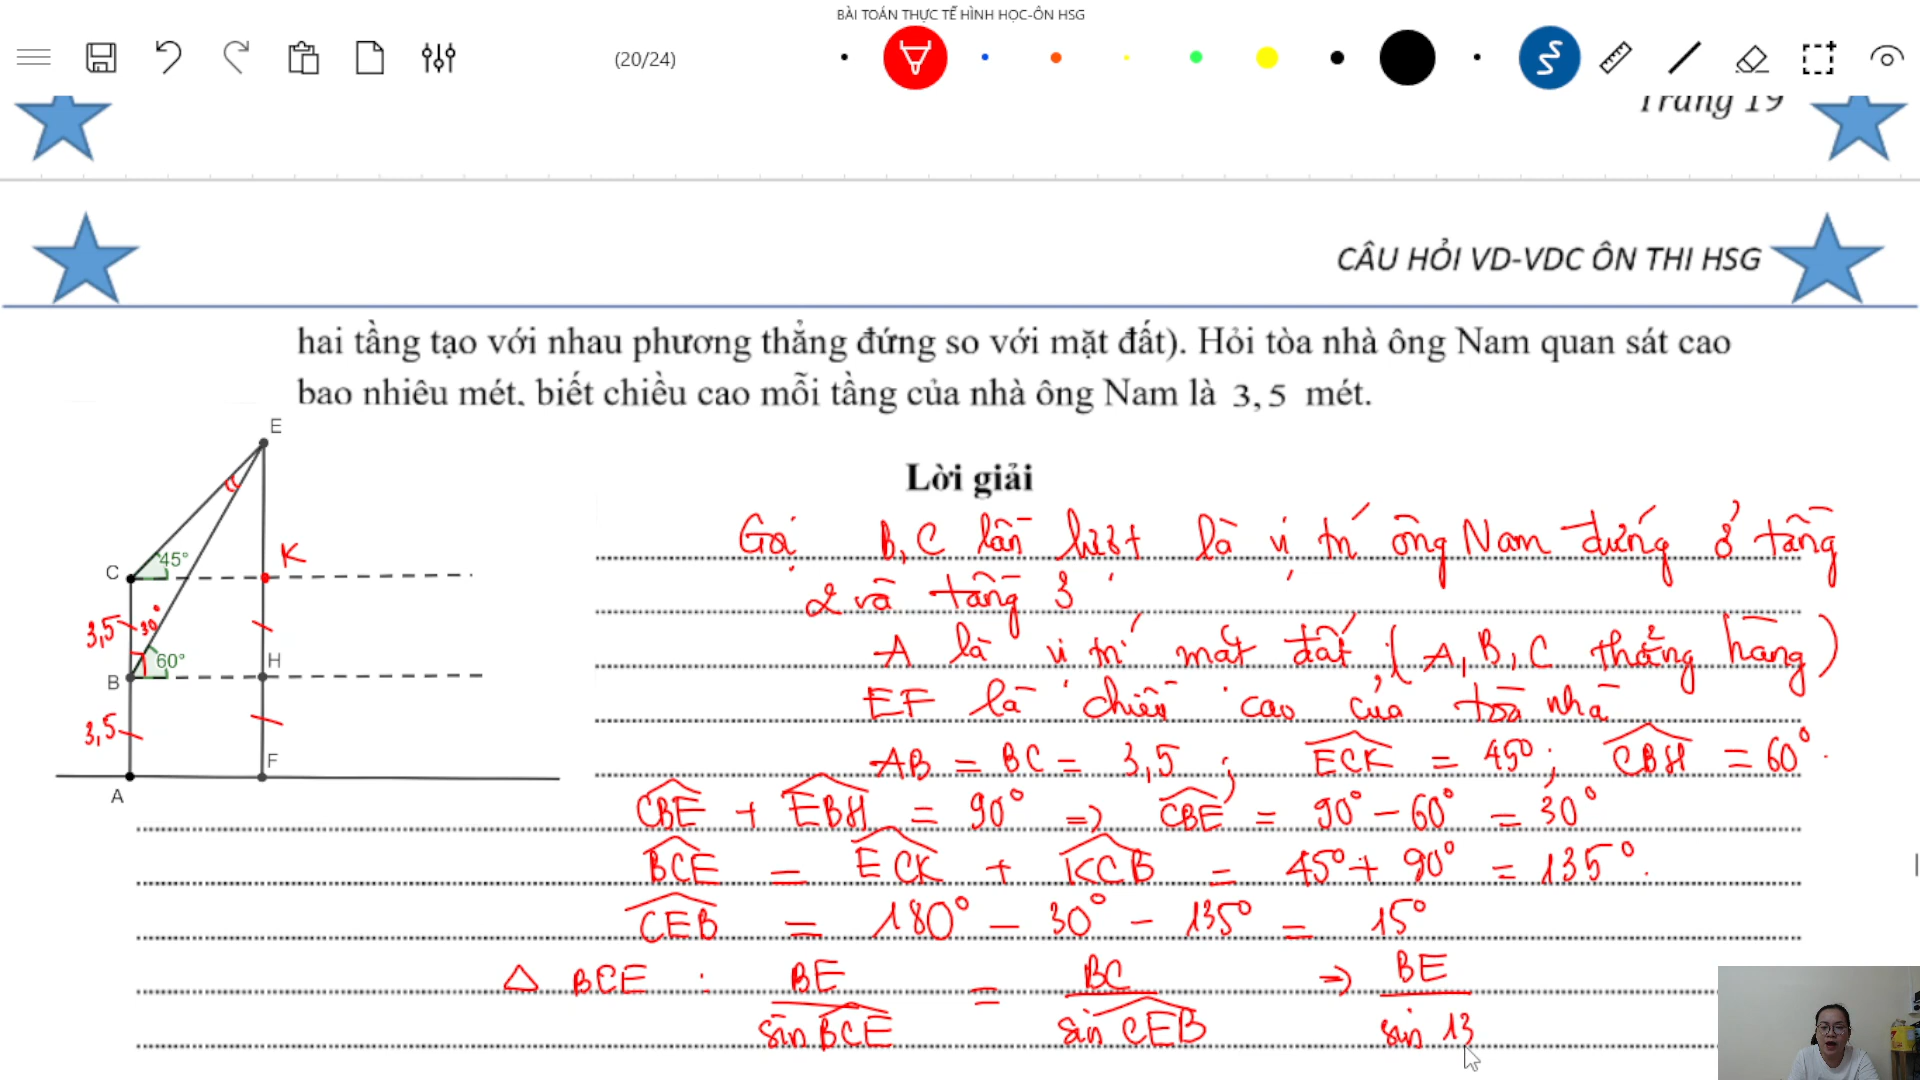 BÀI TOÁN THỰC TẾ HÌNH HỌC-ÔN HSG
(20/24)
Trang 19
CÂU HỎI VD-VDC ÔN THI HSG
hai tầng tạo với nhau phương thẳng đứng so với mặt đất). Hỏi tòa nhà ông Nam quan sát cao
bao nhiêu mét, biết chiều cao mỗi tầng của nhà ông Nam là 3,5 mét.
E
C 45° K
3,5 30°
60° H
B
3,5
F
A
Lời giải
Gọi B, C lần lượt là vị trí ông Nam đứng ở tầng
2 và tầng 3
A là vị trí mặt đất, (A, B, C thẳng hàng)
EF là chiều cao của toà nhà
AB = BC = 3,5 ; ECK = 45°; CBH = 60°.
CBE + EBH = 90° => CBE = 90° - 60° = 30°
BCE = ECK + KCB = 45° + 90° = 135°.
CEB = 180° - 30° - 135° = 15°
Δ BCE : BE / sin BCE = BC / sin CEB => BE / sin 13